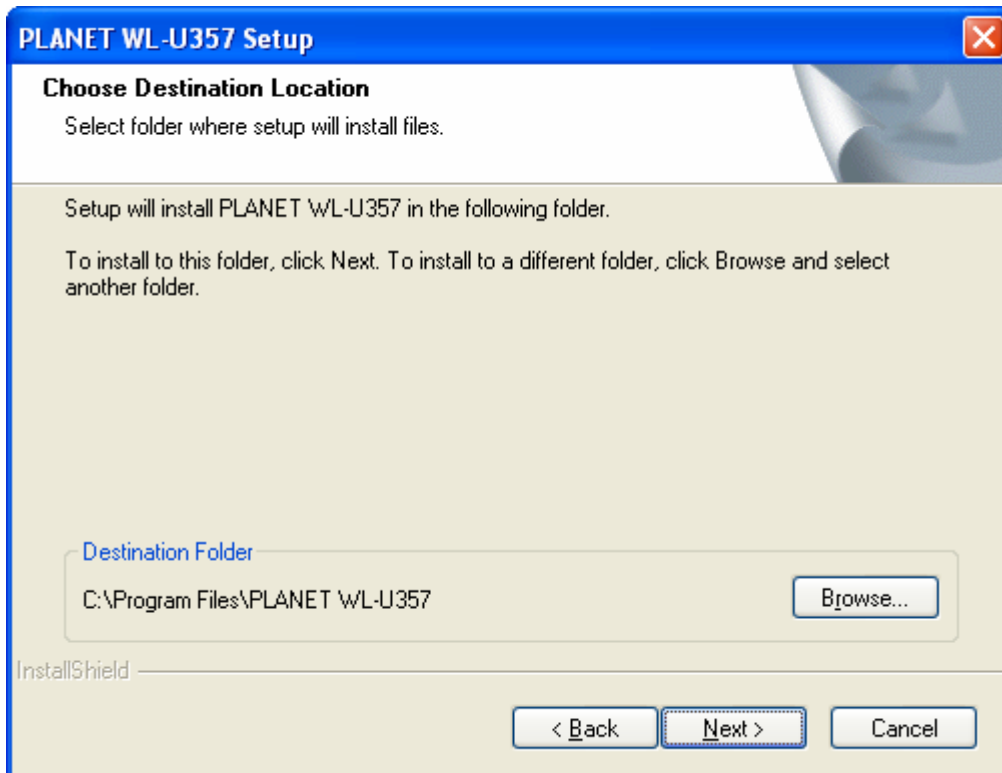 PLANET WL-U357 Setup
Choose Destination Location
Select folder where setup will install files.
Setup will install PLANET WL-U357 in the following folder.
To install to this folder, click Next. To install to a different folder, click Browse and select
another folder.
Destination Folder
C:\Program Files\PLANET WL-U357
Browse...
InstallShield
< Back
Next >
Cancel